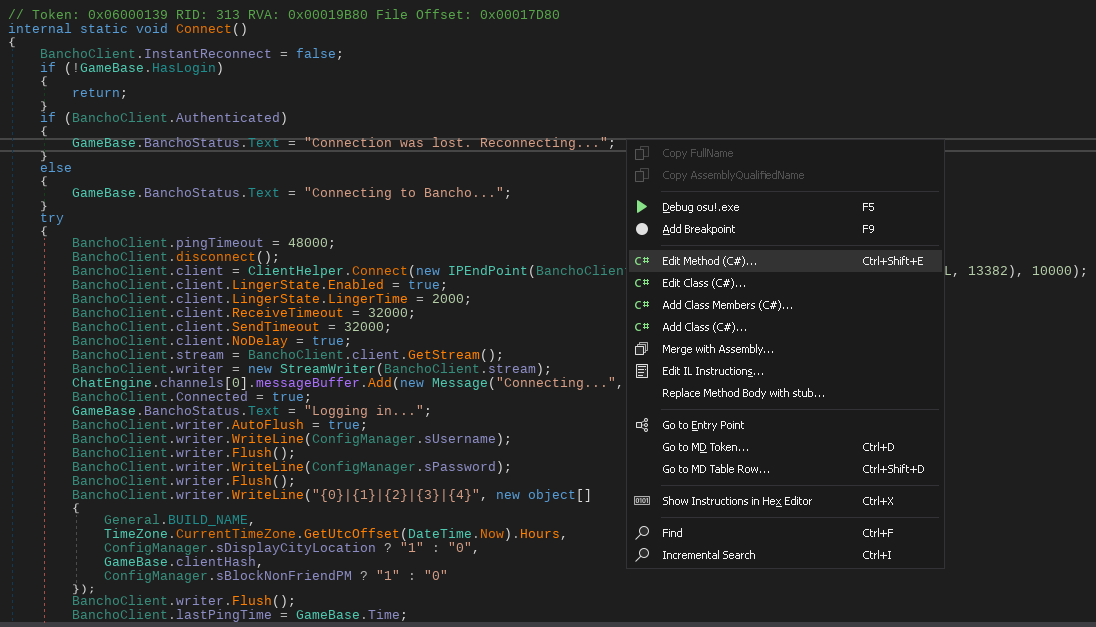 // Token: 0x06000139 RID: 313 RVA: 0x00019B80 File Offset: 0x00017D80
internal static void Connect()
{
BanchoClient.InstantReconnect = false;
if (!GameBase.HasLogin)
{
return;
}
if (BanchoClient.Authenticated)
{
GameBase.BanchoStatus.Text = "Connection was lost. Reconnecting...";
}
else
{
GameBase.BanchoStatus.Text = "Connecting to Bancho...";
}
try
{
BanchoClient.pingTimeout = 48000;
BanchoClient.disconnect();
BanchoClient.client = ClientHelper.Connect(new IPEndPoint(BanchoClien L, 13382), 10000);
BanchoClient.client.LingerState.Enabled = true;
BanchoClient.client.LingerState.LingerTime = 2000;
BanchoClient.client.ReceiveTimeout = 32000;
BanchoClient.client.SendTimeout = 32000;
BanchoClient.client.NoDelay = true;
BanchoClient.stream = BanchoClient.client.GetStream();
BanchoClient.writer = new StreamWriter(BanchoClient.stream);
ChatEngine.channels[0].messageBuffer.Add(new Message("Connecting...",
BanchoClient.Connected = true;
GameBase.BanchoStatus.Text = "Logging in...";
BanchoClient.writer.AutoFlush = true;
BanchoClient.writer.WriteLine(ConfigManager.sUsername);
BanchoClient.writer.Flush();
BanchoClient.writer.WriteLine(ConfigManager.sPassword);
BanchoClient.writer.Flush();
BanchoClient.writer.WriteLine("{0}|{1}|{2}|{3}|{4}", new object[]
{
General.BUILD_NAME,
TimeZone.CurrentTimeZone.GetUtcOffset(DateTime.Now).Hours,
ConfigManager.sDisplayCityLocation ? "1" : "0",
GameBase.clientHash,
ConfigManager.sBlockNonFriendPM ? "1" : "0"
});
BanchoClient.writer.Flush();
BanchoClient.lastPingTime = GameBase.Time;
Copy FullName
Copy AssemblyQualifiedName
Debug osu!.exe F5
Add Breakpoint F9
C# Edit Method (C#)... Ctrl+Shift+E
C# Edit Class (C#)...
C# Add Class Members (C#)...
C# Add Class (C#)...
Merge with Assembly...
Edit IL Instructions...
Replace Method Body with stub...
Go to Entry Point
Go to MD Token... Ctrl+D
Go to MD Table Row... Ctrl+Shift+D
0101 Show Instructions in Hex Editor Ctrl+X
Find Ctrl+F
Incremental Search Ctrl+I